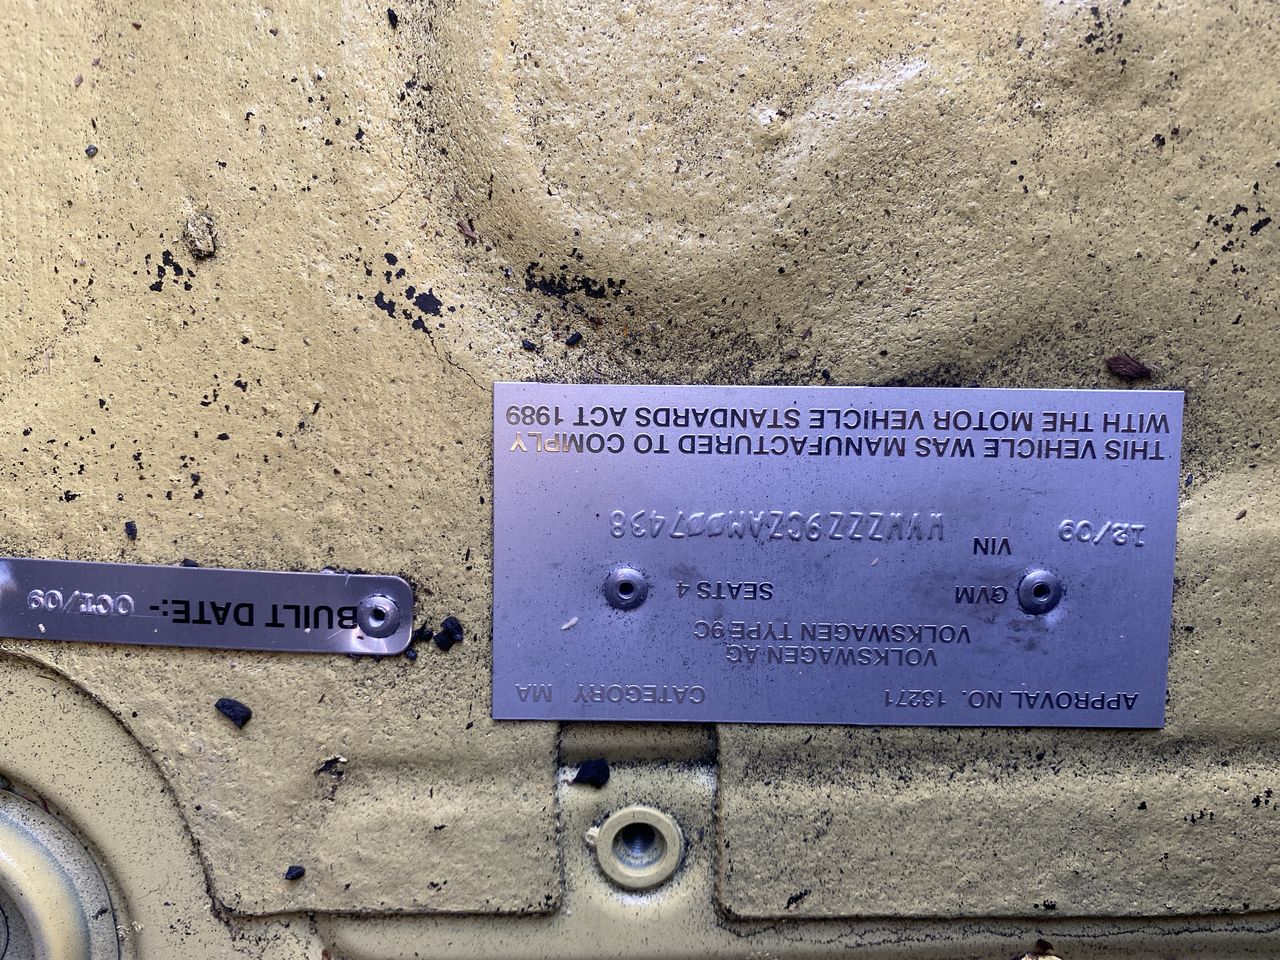 APPROVAL NO. 13271 CATEGORY MA
VOLKSWAGEN AG
VOLKSWAGEN TYPE 9C
GVM SEATS 4
VIN
12/09 WVWZZZ9CZAM007438
THIS VEHICLE WAS MANUFACTURED TO COMPLY
WITH THE MOTOR VEHICLE STANDARDS ACT 1989
BUILT DATE:- OCT/09